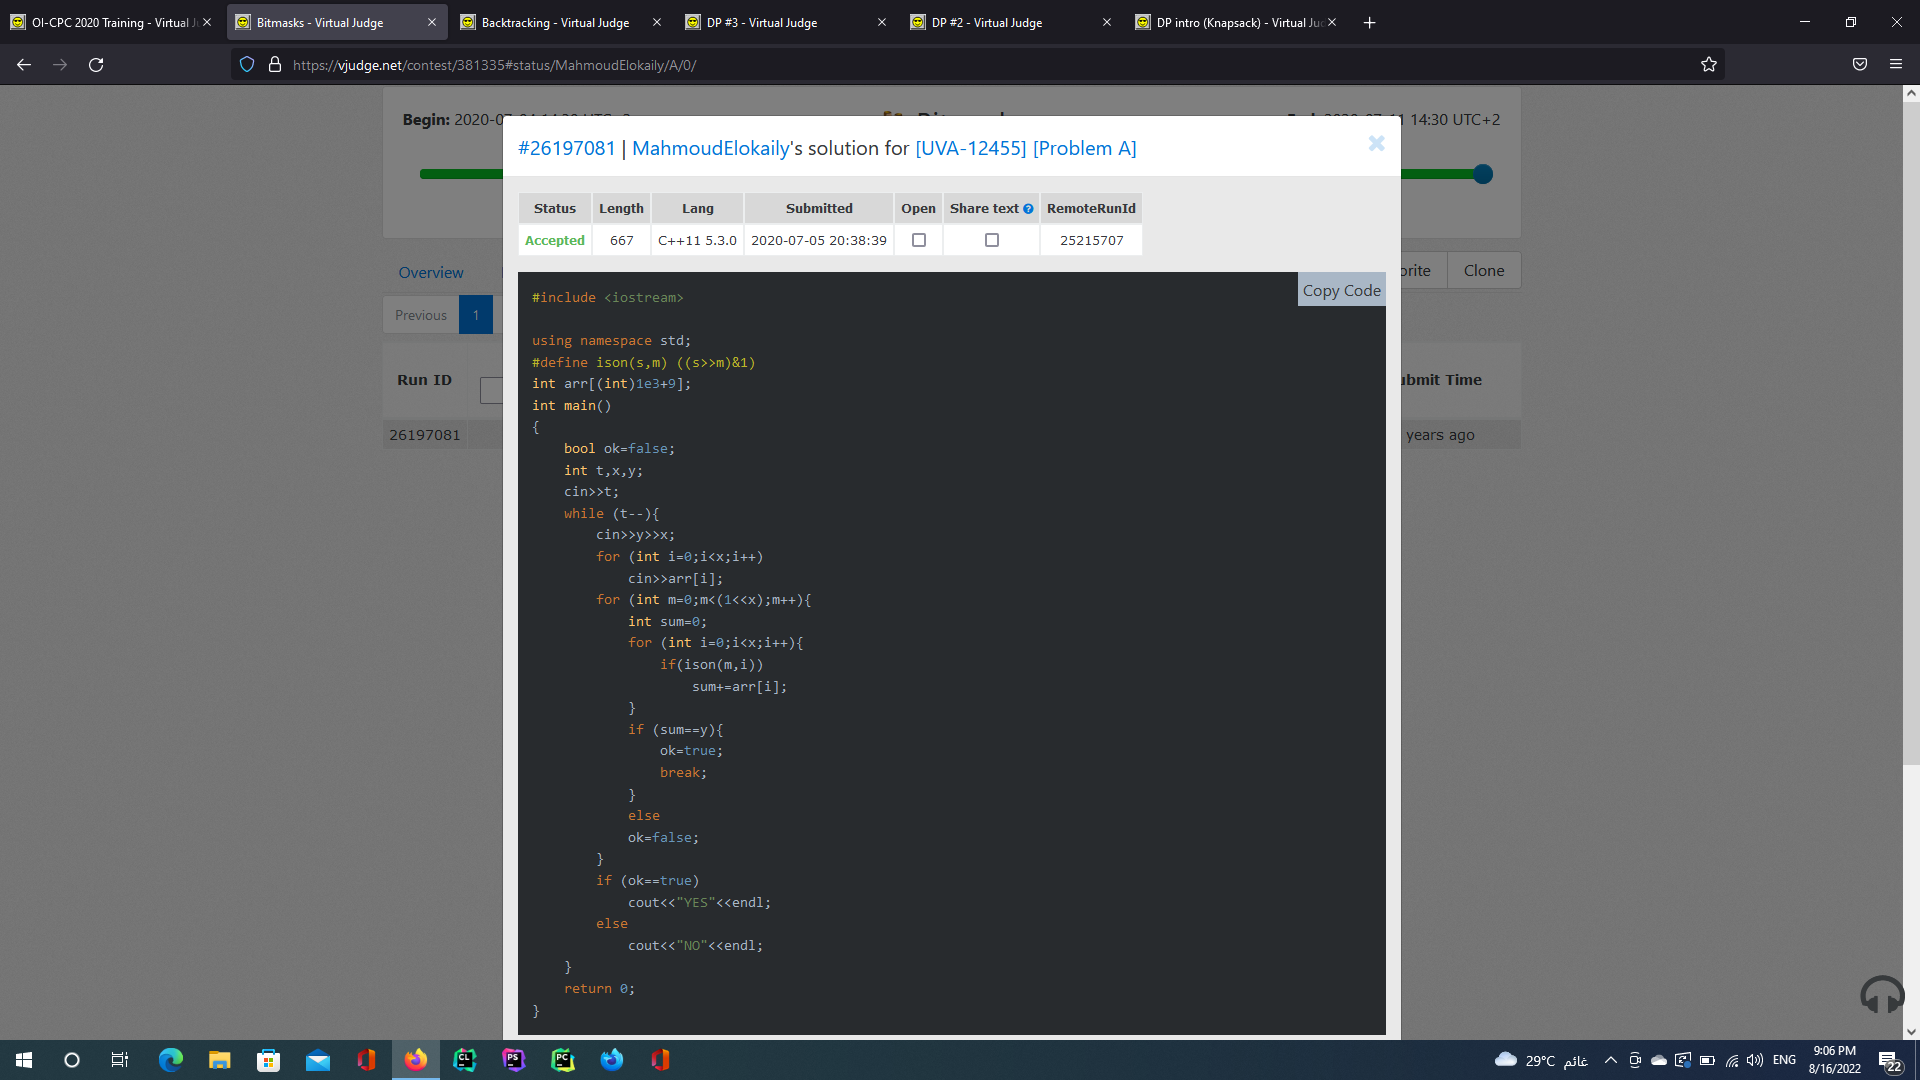 OI-CPC 2020 Training - Virtual J
Bitmasks - Virtual Judge
Backtracking - Virtual Judge
DP #3 - Virtual Judge
DP #2 - Virtual Judge
DP intro (Knapsack) - Virtual Ju
https://vjudge.net/contest/381335#status/MahmoudElokaily/A/0/
Begin: 2020-0
14:30 UTC+2
#26197081 | MahmoudElokaily's solution for [UVA-12455] [Problem A]
Status Length Lang Submitted Open Share text RemoteRunId
Accepted 667 C++11 5.3.0 2020-07-05 20:38:39 25215707
Overview
orite
Clone
Copy Code
Previous
1
Run ID
ubmit Time
26197081
years ago
#include <iostream>
using namespace std;
#define ison(s,m) ((s>>m)&1)
int arr[(int)1e3+9];
int main()
{
    bool ok=false;
    int t,x,y;
    cin>>t;
    while (t--){
        cin>>y>>x;
        for (int i=0;i<x;i++)
            cin>>arr[i];
        for (int m=0;m<(1<<x);m++){
            int sum=0;
            for (int i=0;i<x;i++){
                if(ison(m,i))
                    sum+=arr[i];
            }
            if (sum==y){
                ok=true;
                break;
            }
            else
            ok=false;
        }
        if (ok==true)
            cout<<"YES"<<endl;
        else
            cout<<"NO"<<endl;
    }
    return 0;
}
CL
PS
PC
29°C غائم
ENG
9:06 PM
8/16/2022
22